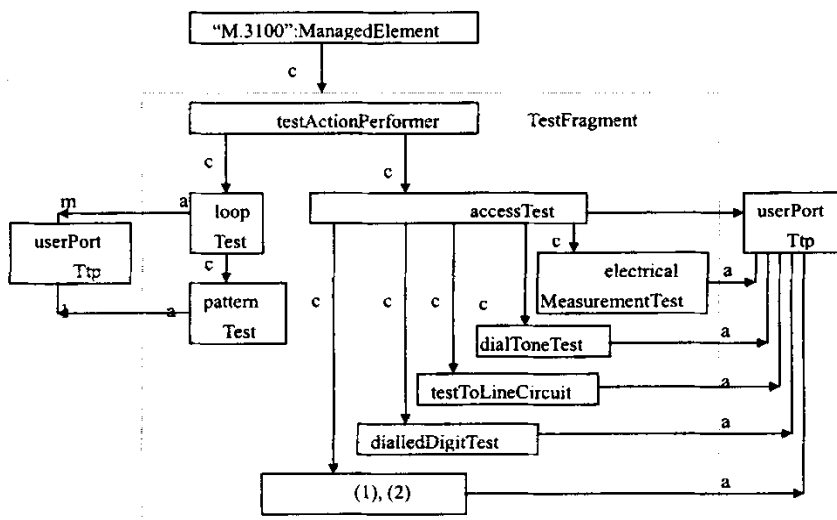 “M.3100”:ManagedElement
c
testActionPerformer
TestFragment
c
c
m
a
loop
Test
accessTest
userPort
Ttp
userPort
Ttp
c
c
electrical
MeasurementTest
a
a
pattern
Test
c
c
c
c
dialToneTest
a
testToLineCircuit
a
dialledDigitTest
a
(1), (2)
a